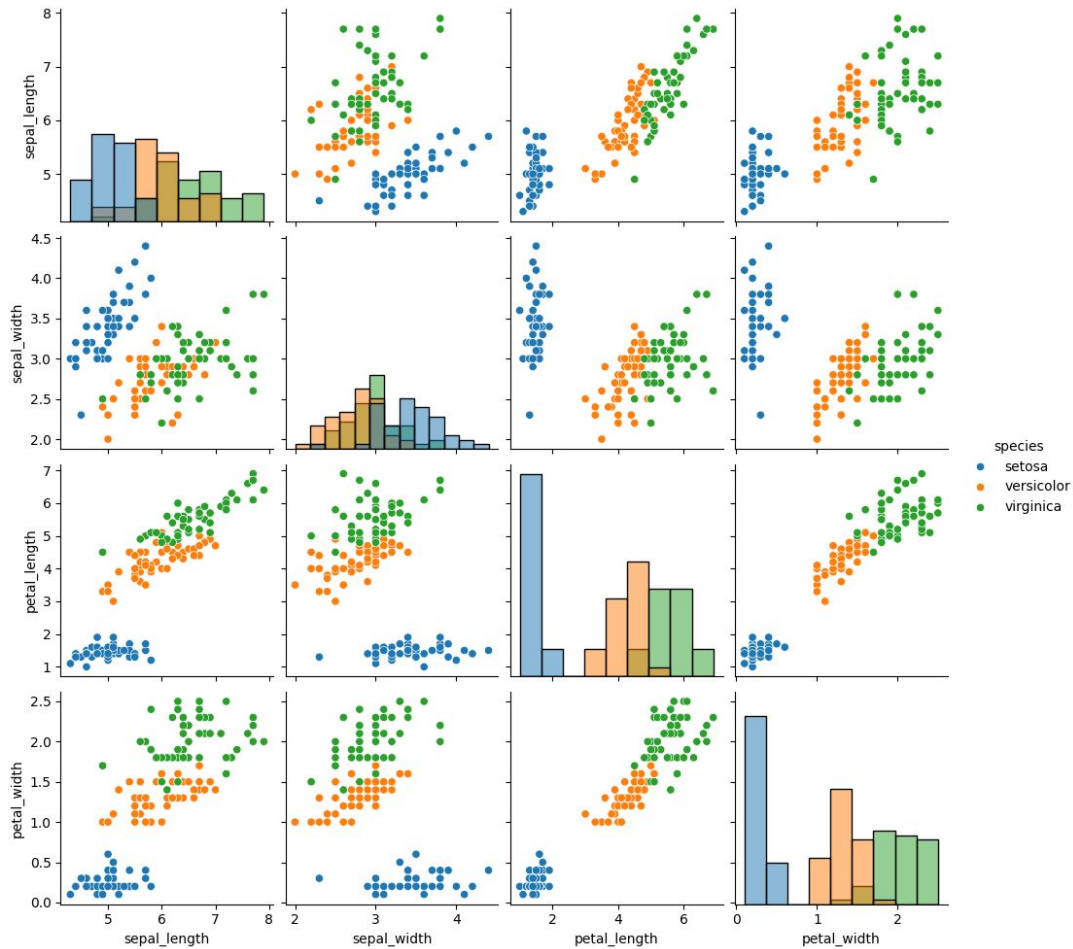 8
7
6
5
sepal_length
4.5
4.0
3.5
3.0
2.5
2.0
sepal_width
species
setosa
versicolor
virginica
7
6
5
4
3
2
1
petal_length
2.5
2.0
1.5
1.0
0.5
0.0
petal_width
5 6 7 8
sepal_length
2 3 4
sepal_width
2 4 6
petal_length
0 1 2
petal_width